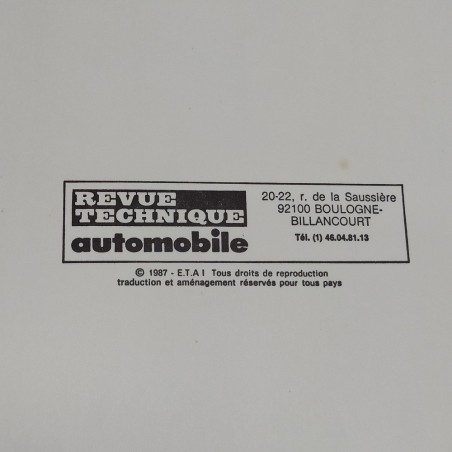 REVUE
TECHNIQUE
automobile
20-22, r. de la Saussière
92100 BOULOGNE-
BILLANCOURT
Tél. (1) 46.04.81.13
© 1987 - E.T.A I Tous droits de reproduction
traduction et aménagement réservés pour tous pays